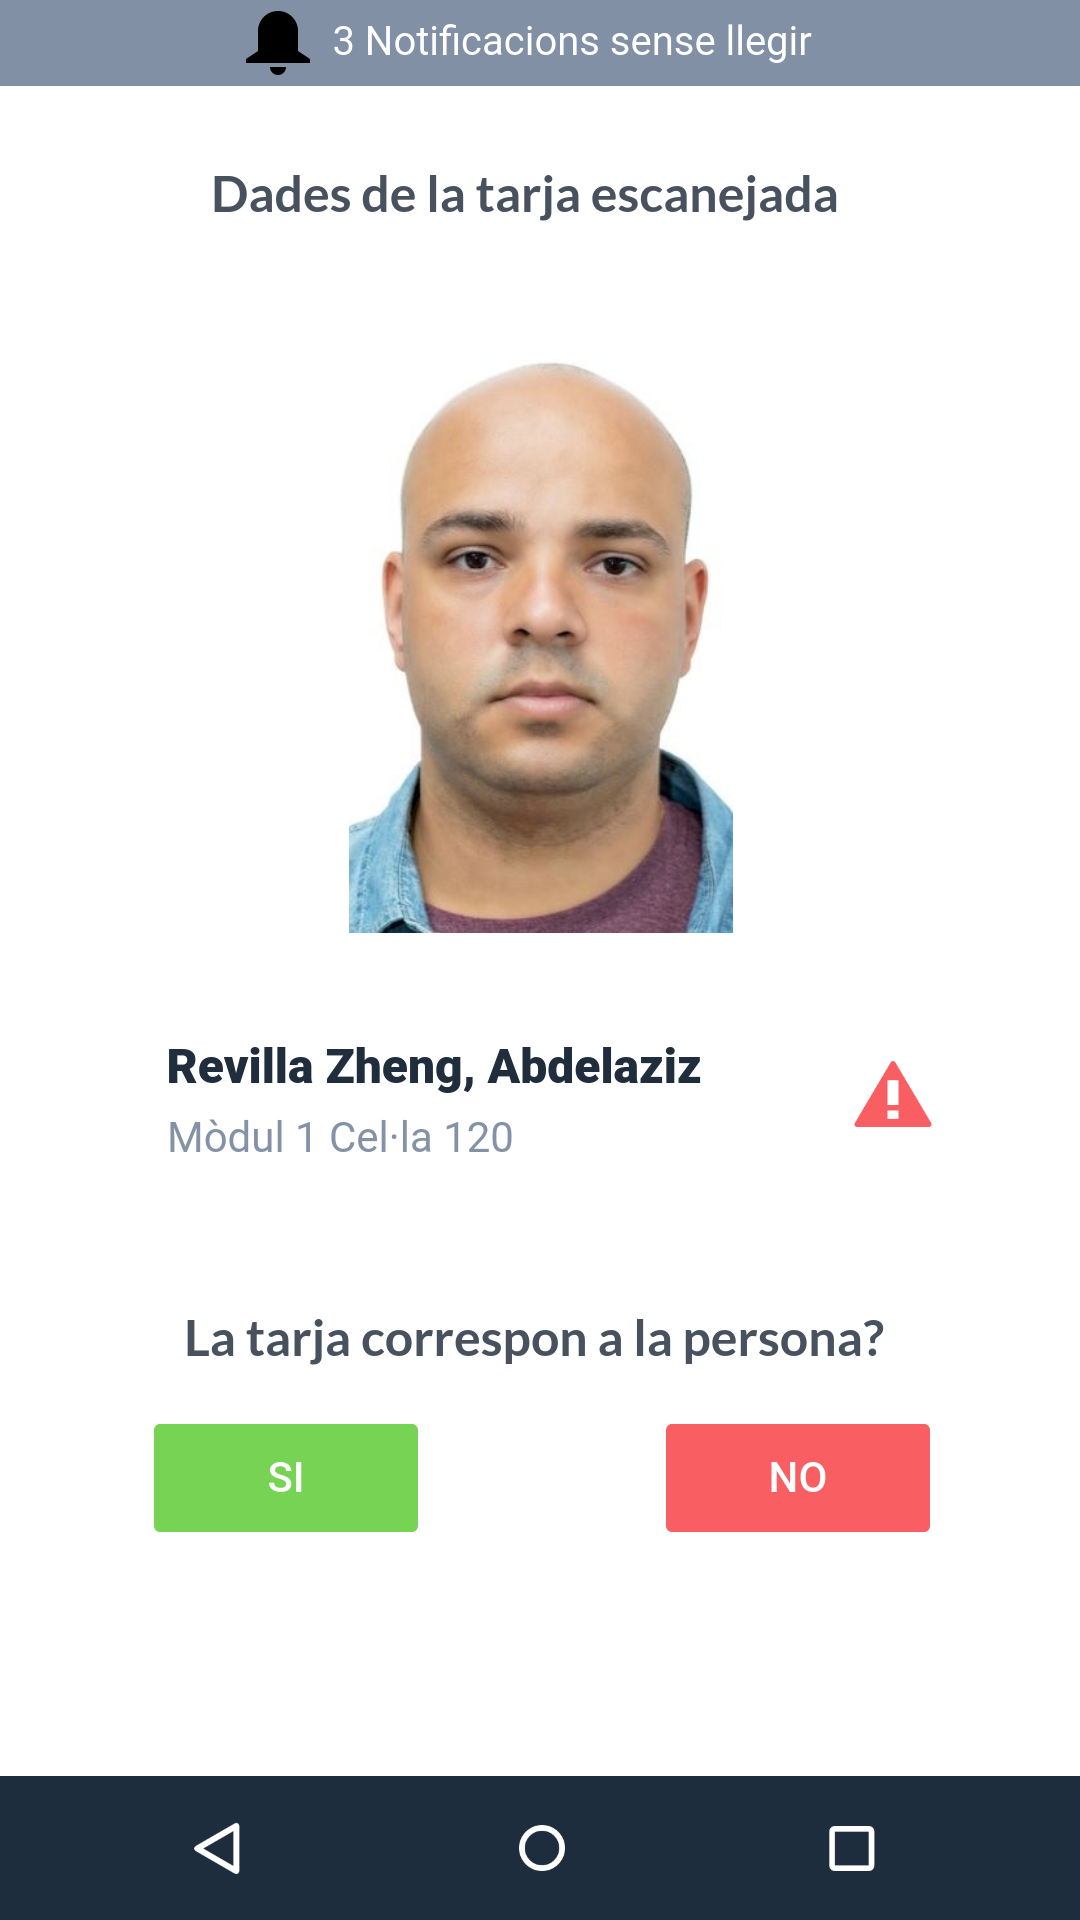 3 Notificacions sense llegir
Dades de la tarja escanejada
Revilla Zheng, Abdelaziz
Mòdul 1 Cel·la 120
La tarja correspon a la persona?
SI
NO